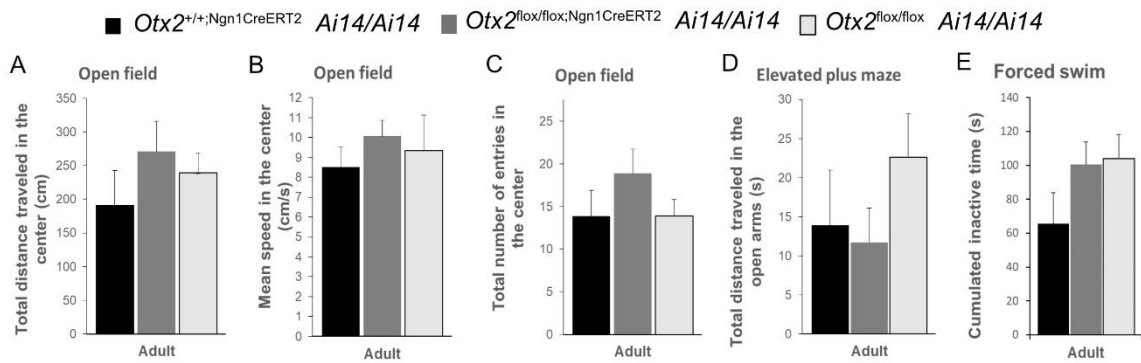 Otx2+/+;Ngn1CreERT2 Ai14/Ai14 Otx2flox/flox;Ngn1CreERT2 Ai14/Ai14 Otx2flox/flox Ai14/Ai14
A
Open field
Total distance traveled in the
center (cm)
350
300
250
200
150
100
50
0
Adult
B
Open field
Mean speed in the center
(cm/s)
12
11
10
9
8
7
6
5
4
3
2
1
0
Adult
C
Open field
Total number of entries in
the center
25
20
15
10
5
0
Adult
D
Elevated plus maze
Total distance traveled in the
open arms (s)
30
25
20
15
10
5
0
Adult
E
Forced swim
Cumulated inactive time (s)
140
120
100
80
60
40
20
0
Adult